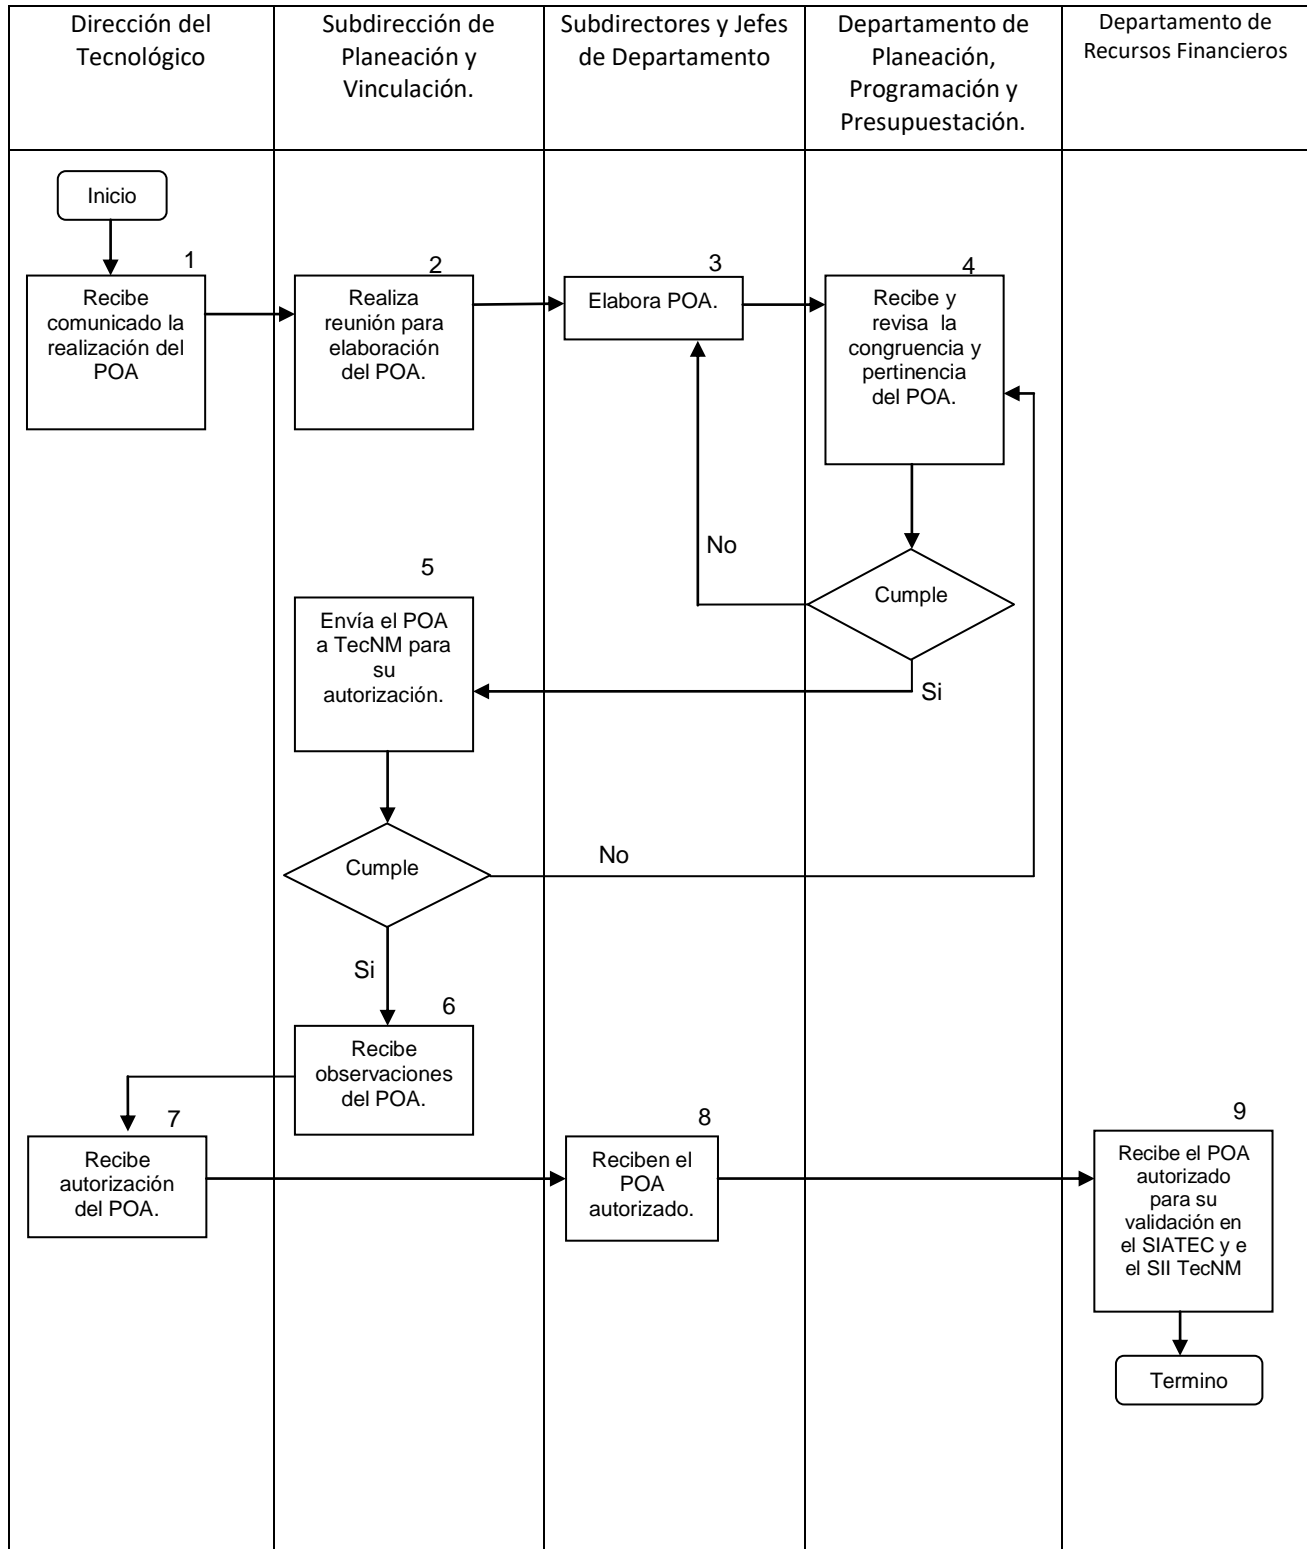 Dirección del
Tecnológico
Subdirección de
Planeación y
Vinculación.
Subdirectores y Jefes
de Departamento
Departamento de
Planeación,
Programación y
Presupuestación.
Departamento de
Recursos Financieros
Inicio
1
Recibe
comunicado la
realización del
POA
2
Realiza
reunión para
elaboración
del POA.
3
Elabora POA.
4
Recibe y
revisa la
congruencia y
pertinencia
del POA.
No
Cumple
Si
5
Envía el POA
a TecNM para
su
autorización.
Cumple
No
Si
6
Recibe
observaciones
del POA.
7
Recibe
autorización
del POA.
8
Reciben el
POA
autorizado.
9
Recibe el POA
autorizado
para su
validación en
el SIATEC y e
el SII TecNM
Termino